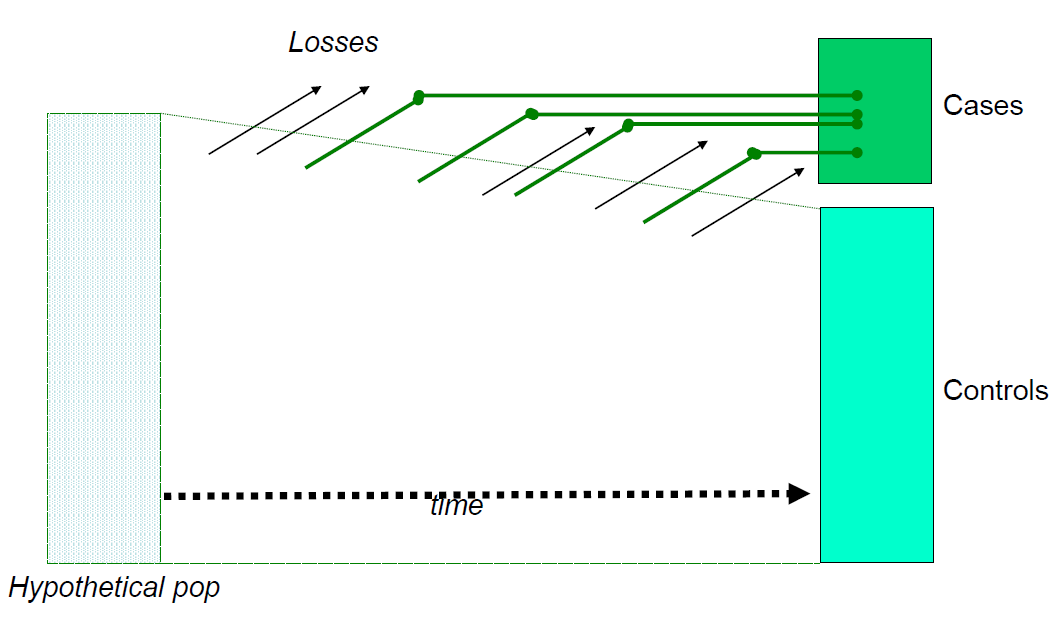 Losses
Cases
Controls
time
Hypothetical pop